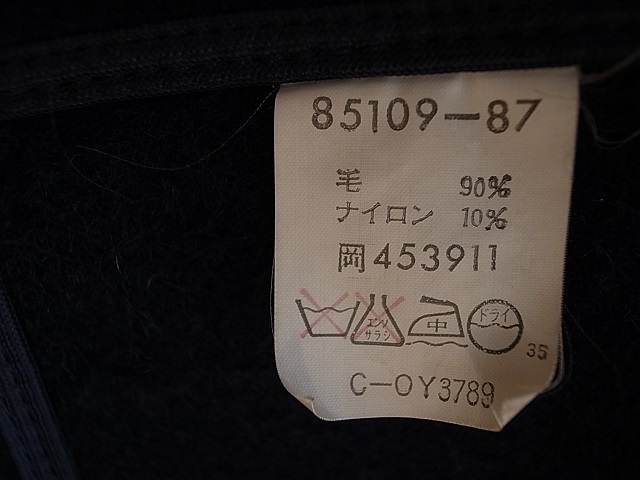 85109-87
毛 90%
ナイロン 10%
岡453911
エンソ サラシ 中 ドライ
35
C-OY3789